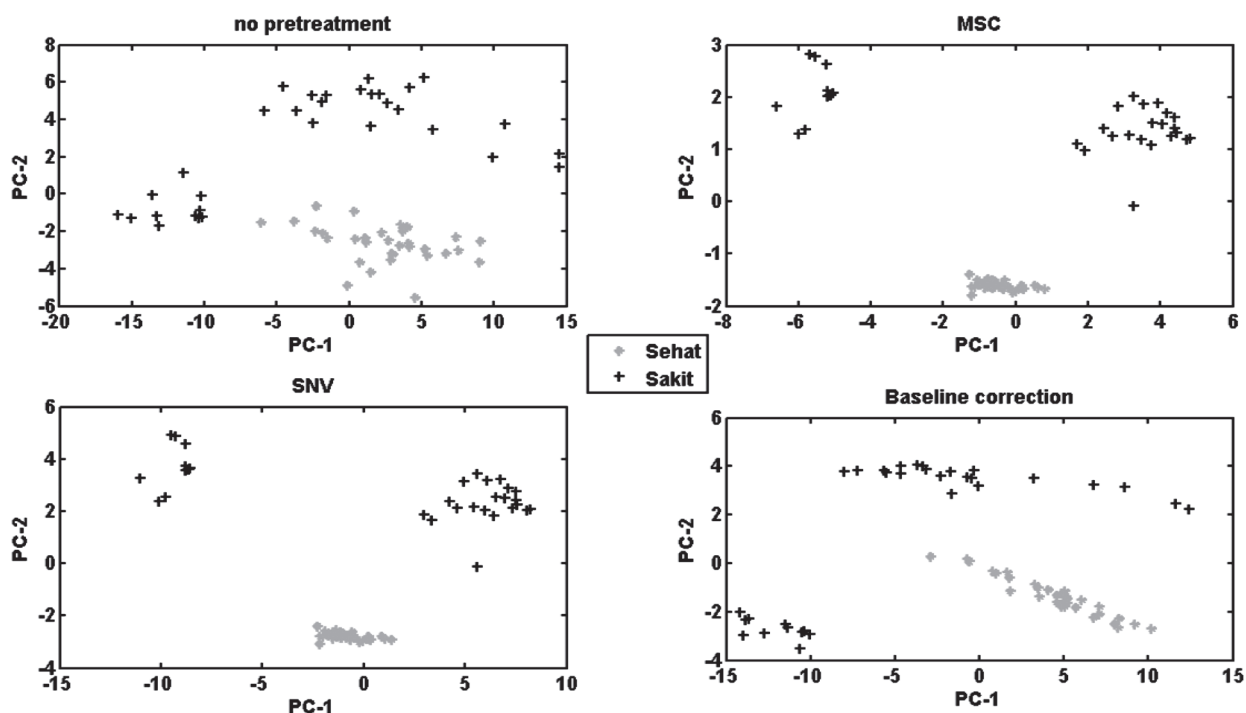 no pretreatment
8
6
4
2
0
-2
-4
-6
PC-2
-20 -15 -10 -5 0 5 10 15
PC-1
MSC
3
2
1
0
-1
-2
PC-2
-8 -6 -4 -2 0 2 4 6
PC-1
Sehat
Sakit
SNV
6
4
2
0
-2
-4
PC-2
-15 -10 -5 0 5 10
PC-1
Baseline correction
6
4
2
0
-2
-4
PC-2
-15 -10 -5 0 5 10 15
PC-1